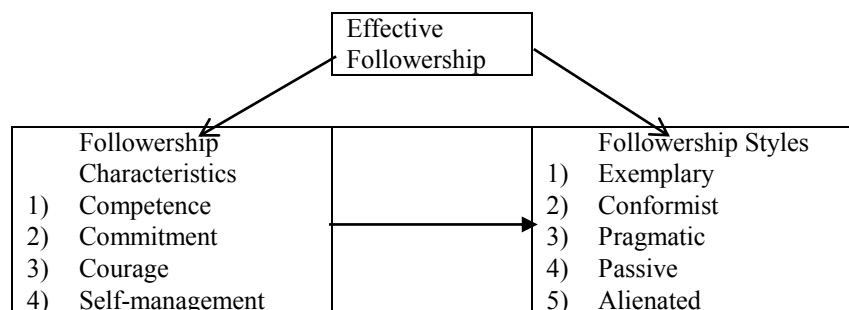 Effective
Followership
Followership
Characteristics
1) Competence
2) Commitment
3) Courage
4) Self-management
Followership Styles
1) Exemplary
2) Conformist
3) Pragmatic
4) Passive
5) Alienated